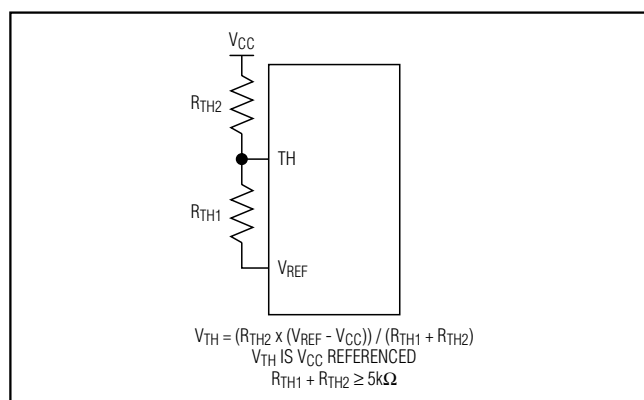 VCC
RTH2
TH
RTH1
VREF
VTH = (RTH2 x (VREF - VCC)) / (RTH1 + RTH2)
VTH IS VCC REFERENCED
RTH1 + RTH2 ≥ 5kΩ